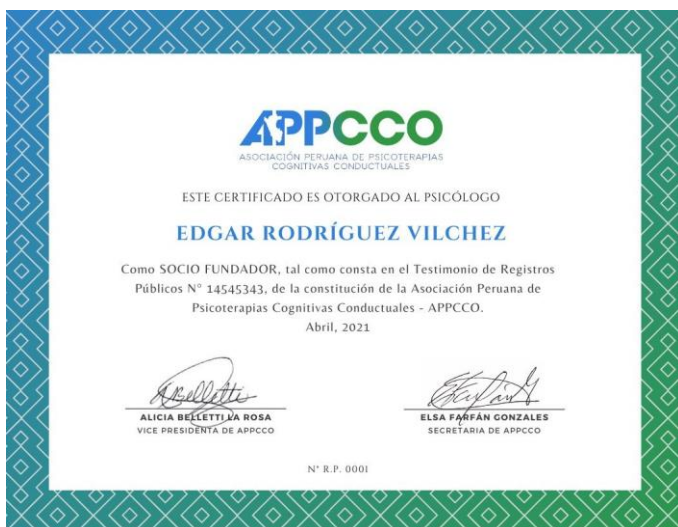 APPCCO
ASOCIACIÓN PERUANA DE PSICOTERAPIAS
COGNITIVAS CONDUCTUALES
ESTE CERTIFICADO ES OTORGADO AL PSICÓLOGO
EDGAR RODRÍGUEZ VILCHEZ
Como SOCIO FUNDADOR, tal como consta en el Testimonio de Registros
Públicos N° 14545343, de la constitución de la Asociación Peruana de
Psicoterapias Cognitivas Conductuales - APPCCO.
Abril, 2021
ALICIA BELLETTI LA ROSA
VICE PRESIDENTA DE APPCCO
ELSA FARFÁN GONZALES
SECRETARIA DE APPCCO
N° R.P. 0001